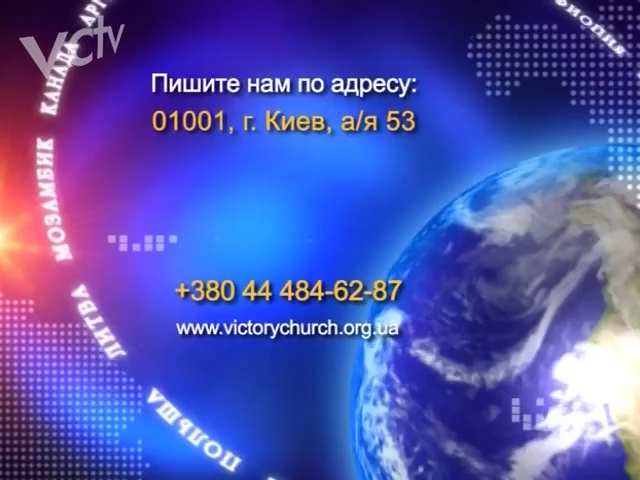 VCtv
Пишите нам по адресу:
01001, г. Киев, а/я 53
+380 44 484-62-87
www.victorychurch.org.ua
КАНАДА
МОЗАМБИК
ЛИТВА
ПОЛЬША